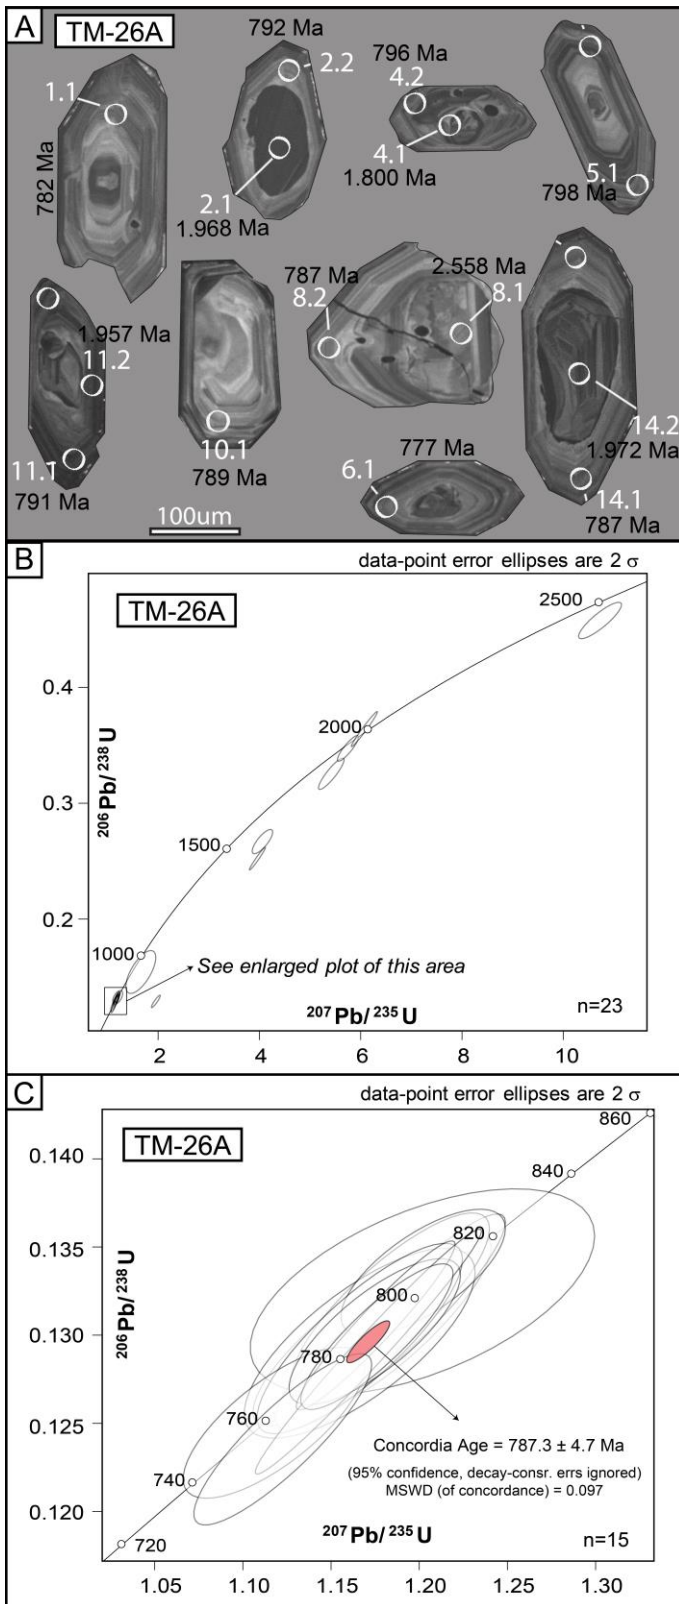 A
TM-26A
1.1
782 Ma
792 Ma
2.2
2.1
1.968 Ma
796 Ma
4.2
4.1
1.800 Ma
5.1
798 Ma
1.957 Ma
11.2
11.1
791 Ma
10.1
789 Ma
787 Ma
8.2
2.558 Ma
8.1
777 Ma
6.1
14.2
1.972 Ma
14.1
787 Ma
100um
B
data-point error ellipses are 2 σ
TM-26A
2500
0.4
2000
206Pb/ 238 U
0.3
1500
0.2
1000
See enlarged plot of this area
207 Pb/ 235 U
n=23
2
4
6
8
10
C
data-point error ellipses are 2 σ
860
TM-26A
0.140
840
0.135
820
206Pb/ 238 U
800
0.130
780
0.125
760
Concordia Age = 787.3 ± 4.7 Ma
(95% confidence, decay-consr. errs ignored)
MSWD (of concordance) = 0.097
740
0.120
720
207 Pb/ 235 U
n=15
1.05
1.10
1.15
1.20
1.25
1.30